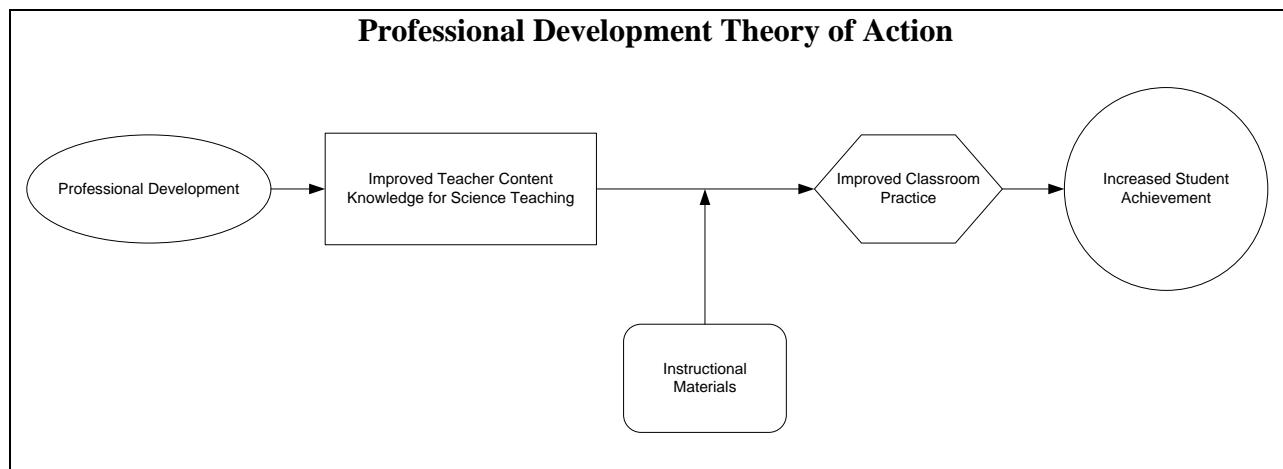 Professional Development Theory of Action
Professional Development
Improved Teacher Content
Knowledge for Science Teaching
Improved Classroom
Practice
Increased Student
Achievement
Instructional
Materials